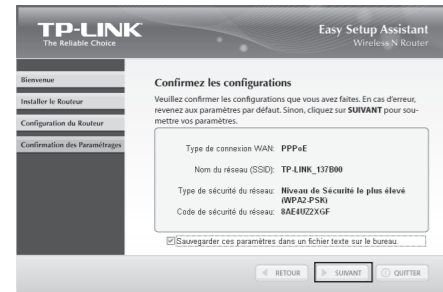 TP-LINK
The Reliable Choice
Easy Setup Assistant
Wireless N Router
Bienvenue
Installer le Routeur
Configuration du Routeur
Confirmation des Paramétrages
Confirmez les configurations
Veuillez confirmer les configurations que vous avez faites. En cas d'erreur,
revenez aux paramètres par défaut. Sinon, cliquez sur SUIVANT pour sou-
mettre vos paramètres.
Type de connexion WAN: PPPoE
Nom du réseau (SSID): TP-LINK_137B00
Type de sécurité du réseau: Niveau de Sécurité le plus élevé
(WPA2-PSK)
Code de sécurité du réseau: 8AE4UZ2XGF
Sauvegarder ces paramètres dans un fichier texte sur le bureau.
RETOUR
SUIVANT
QUITTER